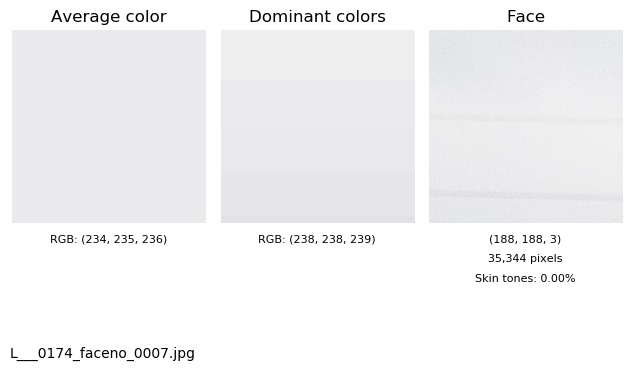 Average color
Dominant colors
Face
RGB: (234, 235, 236)
RGB: (238, 238, 239)
(188, 188, 3)
35,344 pixels
Skin tones: 0.00%
L___0174_faceno_0007.jpg